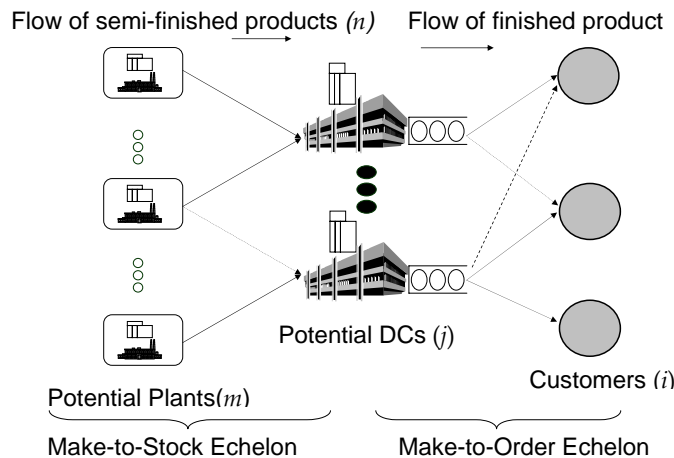 Flow of semi-finished products (n)
Flow of finished product
Potential DCs (j)
Customers (i)
Potential Plants(m)
Make-to-Stock Echelon
Make-to-Order Echelon